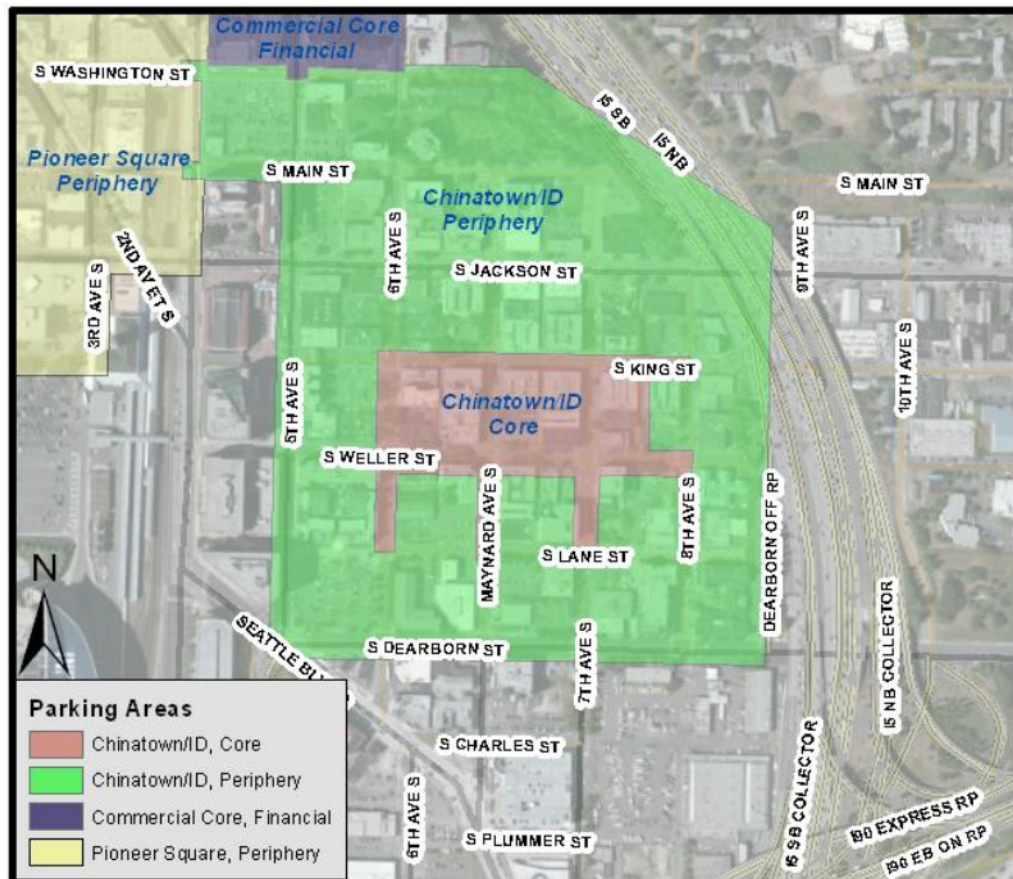 Commercial Core
Financial
S WASHINGTON ST
I5 SB
I5 NB
Pioneer Square
Periphery
S MAIN ST
S MAIN ST
Chinatown/ID
Periphery
2ND AV ET S
6TH AVE S
9TH AVE S
S JACKSON ST
3RD AVE S
10TH AVE S
S KING ST
5TH AVE S
Chinatown/ID
Core
S WELLER ST
MAYNARD AVE S
8TH AVE S
DEARBORN OFF RP
S LANE ST
N
SEATTLE
S DEARBORN ST
7TH AVE S
I5 NB COLLECTOR
Parking Areas
Chinatown/ID, Core
Chinatown/ID, Periphery
Commercial Core, Financial
Pioneer Square, Periphery
S CHARLES ST
I5 SB COLLECTOR
6TH AVE S
S PLUMMER ST
I90 EXPRESS RP
I90 EB ON RP